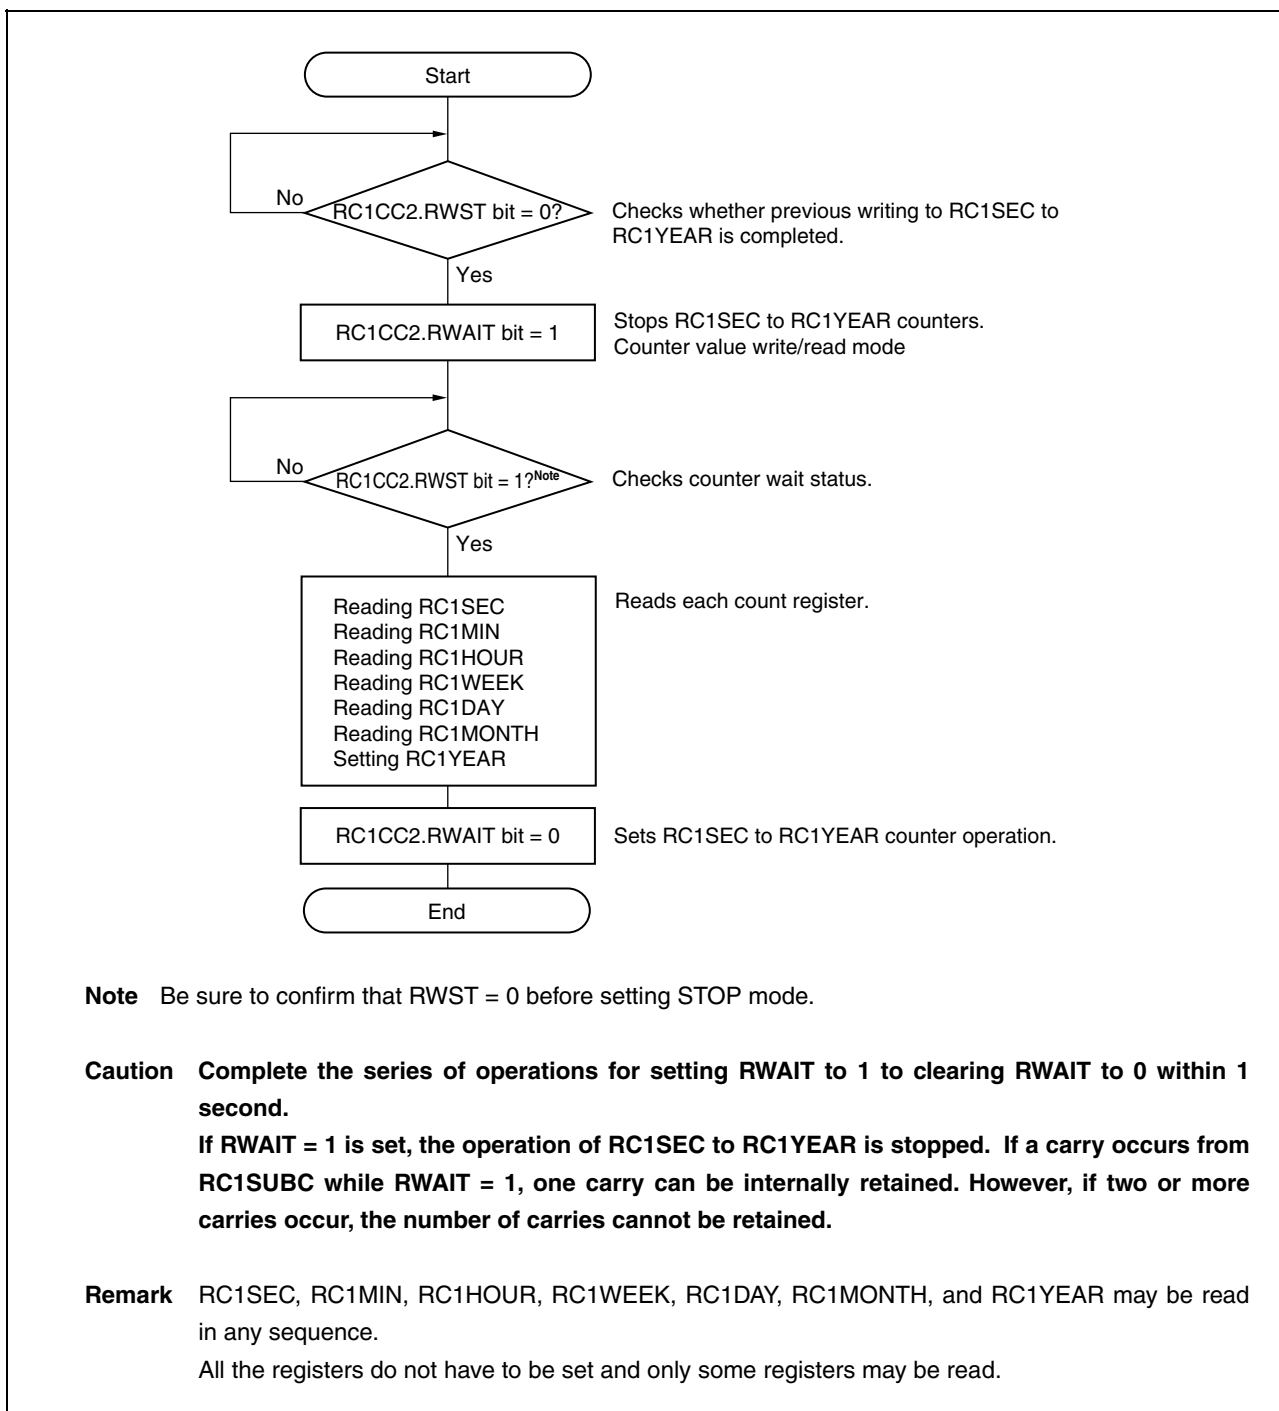 Start
No
RC1CC2.RWST bit = 0?
Checks whether previous writing to RC1SEC to
RC1YEAR is completed.
Yes
RC1CC2.RWAIT bit = 1
Stops RC1SEC to RC1YEAR counters.
Counter value write/read mode
No
RC1CC2.RWST bit = 1?Note
Checks counter wait status.
Yes
Reading RC1SEC
Reading RC1MIN
Reading RC1HOUR
Reading RC1WEEK
Reading RC1DAY
Reading RC1MONTH
Setting RC1YEAR
Reads each count register.
RC1CC2.RWAIT bit = 0
Sets RC1SEC to RC1YEAR counter operation.
End
Note Be sure to confirm that RWST = 0 before setting STOP mode.
Caution Complete the series of operations for setting RWAIT to 1 to clearing RWAIT to 0 within 1
second.
If RWAIT = 1 is set, the operation of RC1SEC to RC1YEAR is stopped. If a carry occurs from
RC1SUBC while RWAIT = 1, one carry can be internally retained. However, if two or more
carries occur, the number of carries cannot be retained.
Remark RC1SEC, RC1MIN, RC1HOUR, RC1WEEK, RC1DAY, RC1MONTH, and RC1YEAR may be read
in any sequence.
All the registers do not have to be set and only some registers may be read.